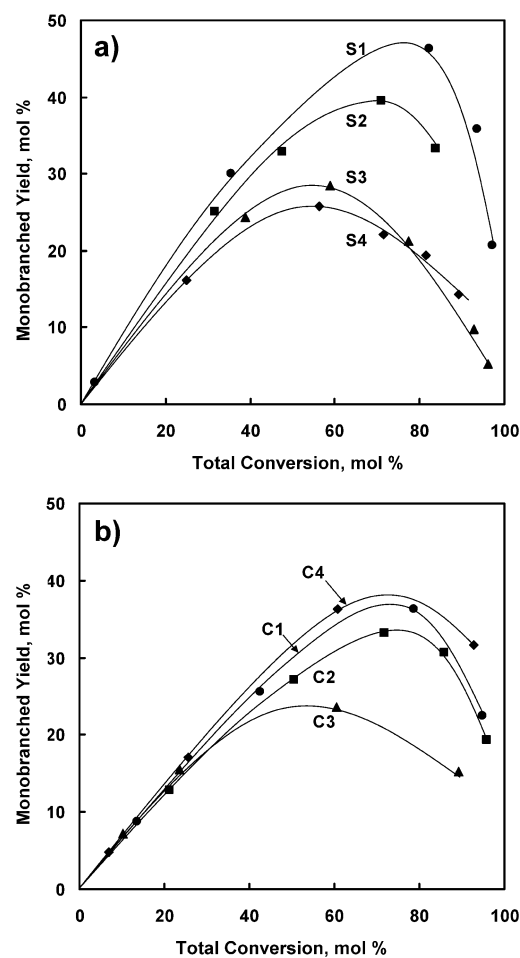 a)
50
40
30
20
10
0
Monobranched Yield, mol %
S1
S2
S3
S4
0 20 40 60 80 100
Total Conversion, mol %
b)
50
40
30
20
10
0
Monobranched Yield, mol %
C4
C1
C2
C3
0 20 40 60 80 100
Total Conversion, mol %